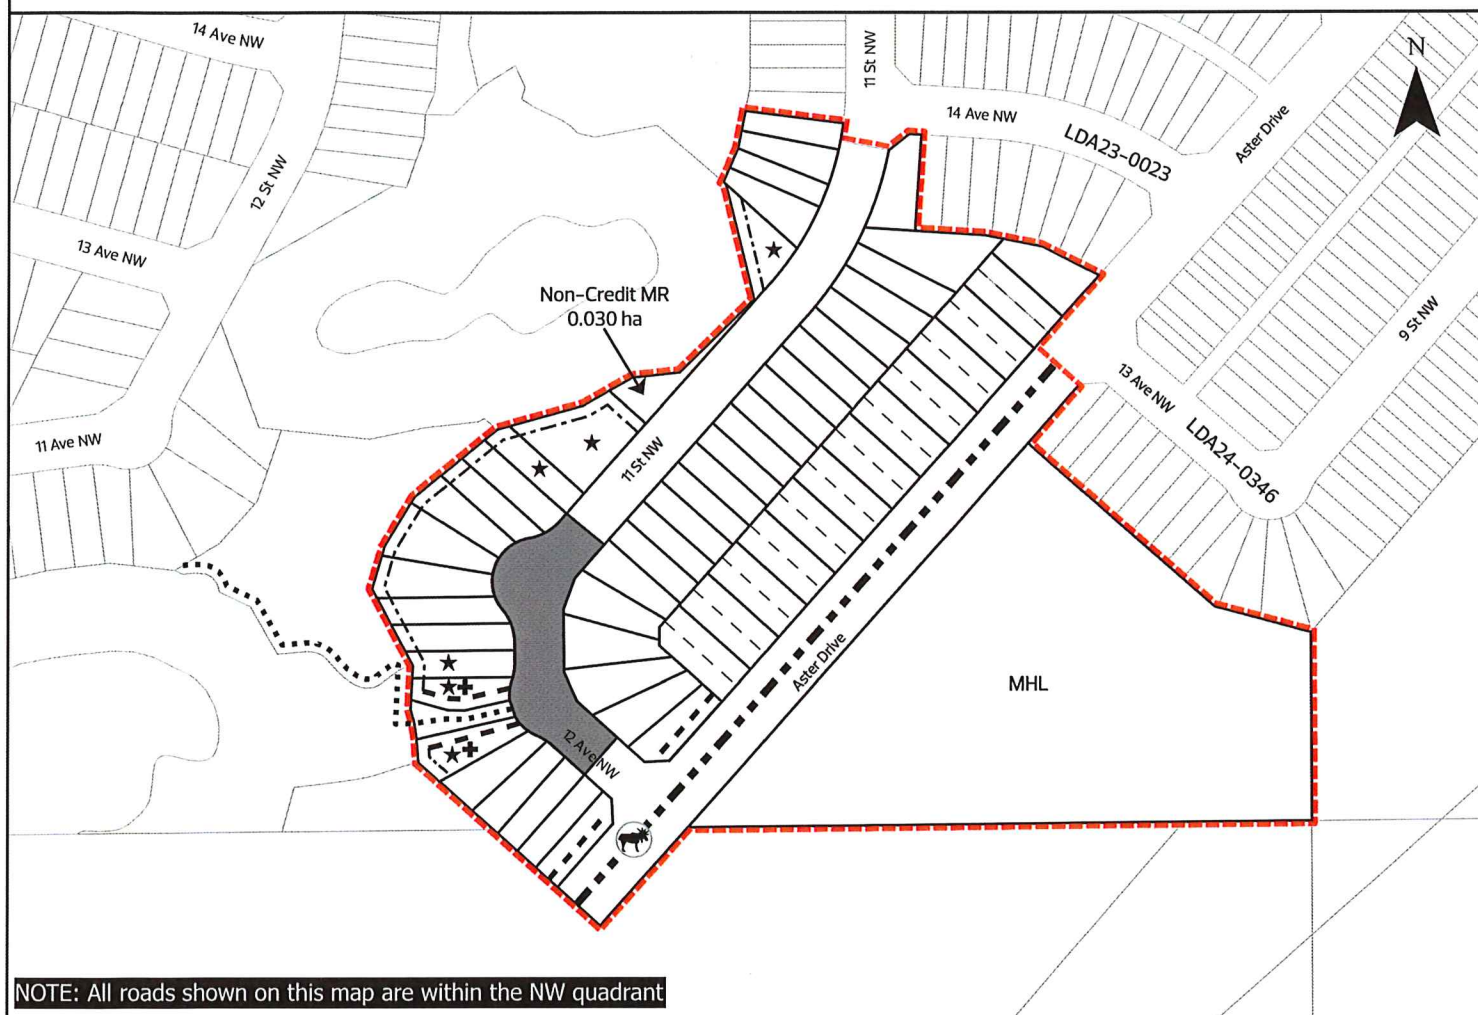 14 Ave NW
11 St NW
N
14 Ave NW
LDA23-0023
Aster Drive
12 St NW
13 Ave NW
Non-Credit MR
0.030 ha
9 St NW
13 Ave NW
LDA24-0346
11 Ave NW
11 St NW
Aster Drive
MHL
12 Ave NW
NOTE: All roads shown on this map are within the NW quadrant